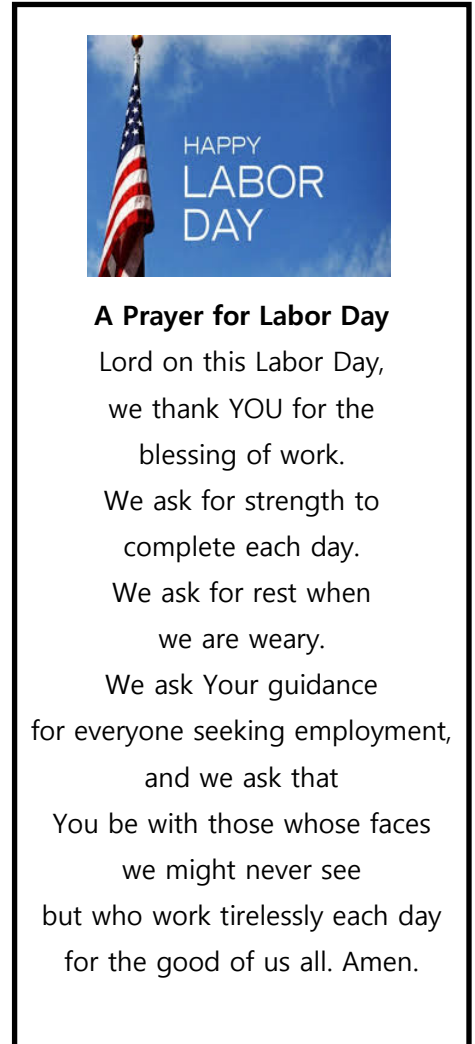 HAPPY
LABOR
DAY
A Prayer for Labor Day
Lord on this Labor Day,
we thank YOU for the
blessing of work.
We ask for strength to
complete each day.
We ask for rest when
we are weary.
We ask Your guidance
for everyone seeking employment,
and we ask that
You be with those whose faces
we might never see
but who work tirelessly each day
for the good of us all. Amen.